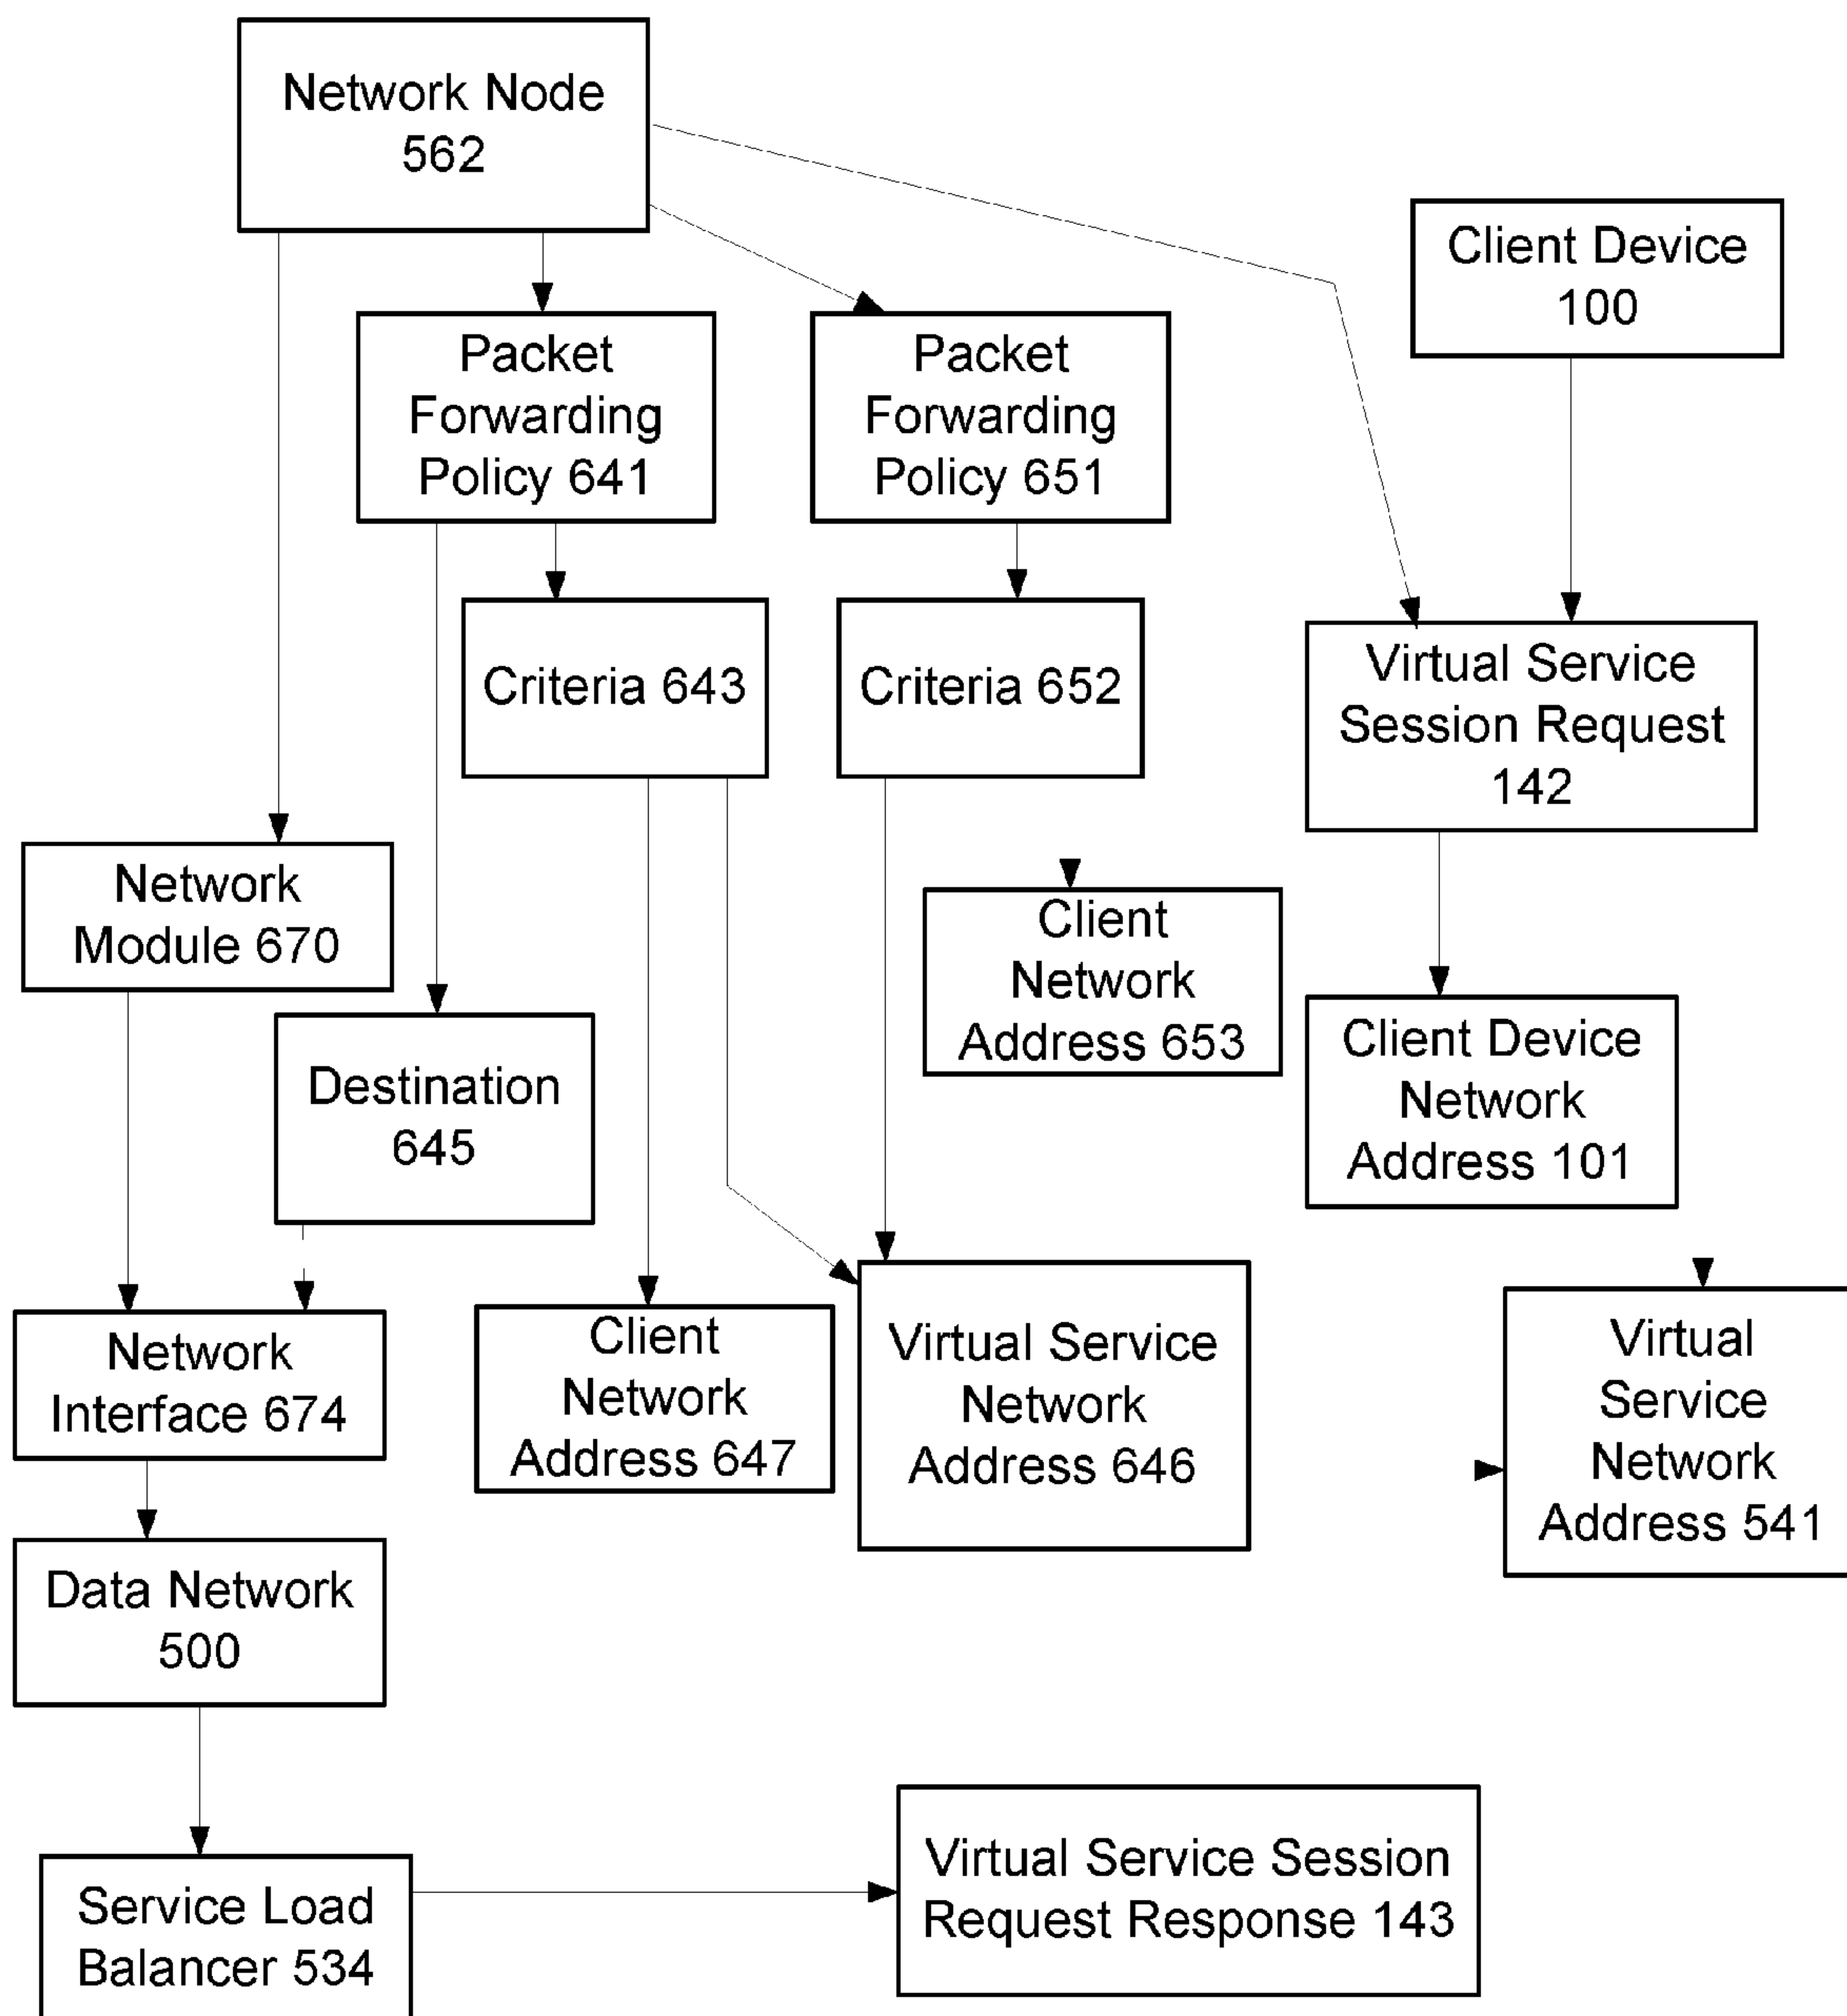 Network Node
562
Client Device
100
Packet
Forwarding
Policy 641
Packet
Forwarding
Policy 651
Criteria 643
Criteria 652
Virtual Service
Session Request
142
Network
Module 670
Client
Network
Address 653
Client Device
Network
Address 101
Destination
645
Network
Interface 674
Client
Network
Address 647
Virtual Service
Network
Address 646
Virtual
Service
Network
Address 541
Data Network
500
Service Load
Balancer 534
Virtual Service Session
Request Response 143